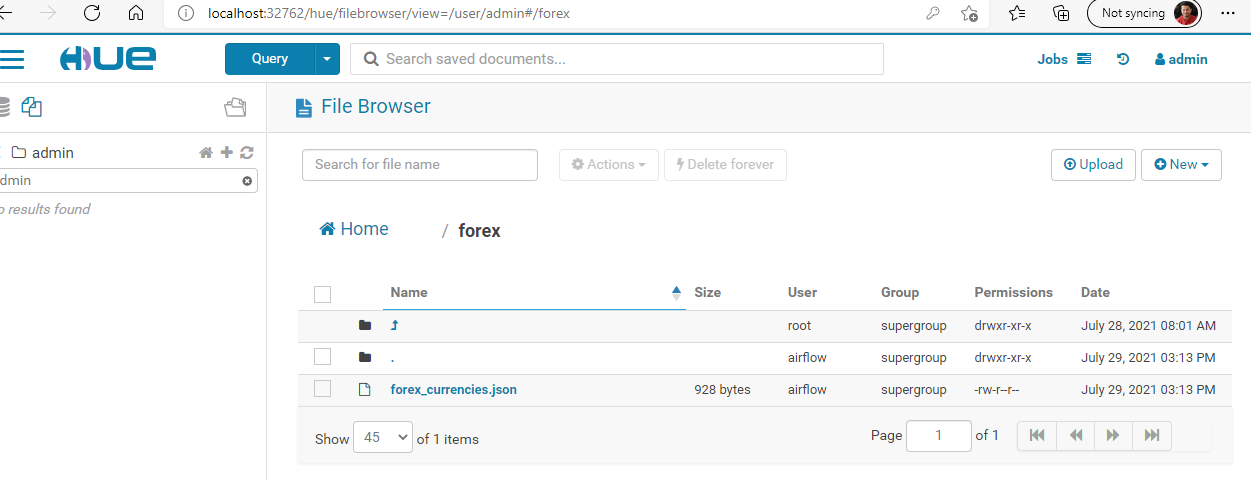 localhost:32762/hue/filebrowser/view=/user/admin#/forex
Not syncing
HUE
Query
Search saved documents...
Jobs
admin
File Browser
admin
Search for file name
Actions
Delete forever
Upload
New
dmin
o results found
Home / forex
Name Size User Group Permissions Date
root supergroup drwxr-xr-x July 28, 2021 08:01 AM
. airflow supergroup drwxr-xr-x July 29, 2021 03:13 PM
forex_currencies.json 928 bytes airflow supergroup -rw-r--r-- July 29, 2021 03:13 PM
Show 45 of 1 items
Page 1 of 1